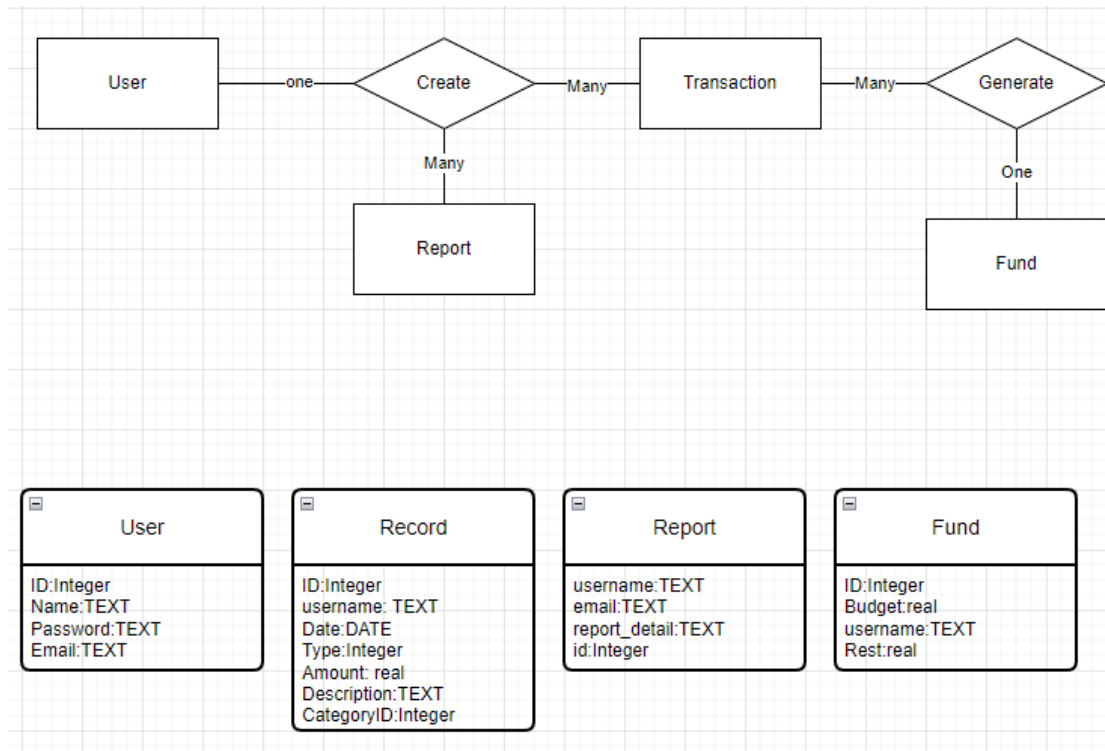 User
one
Create
Many
Transaction
Many
Generate
Many
One
Report
Fund
User
ID:Integer
Name:TEXT
Password:TEXT
Email:TEXT
Record
ID:Integer
username: TEXT
Date:DATE
Type:Integer
Amount: real
Description:TEXT
CategoryID:Integer
Report
username:TEXT
email:TEXT
report_detail:TEXT
id:Integer
Fund
ID:Integer
Budget:real
username:TEXT
Rest:real